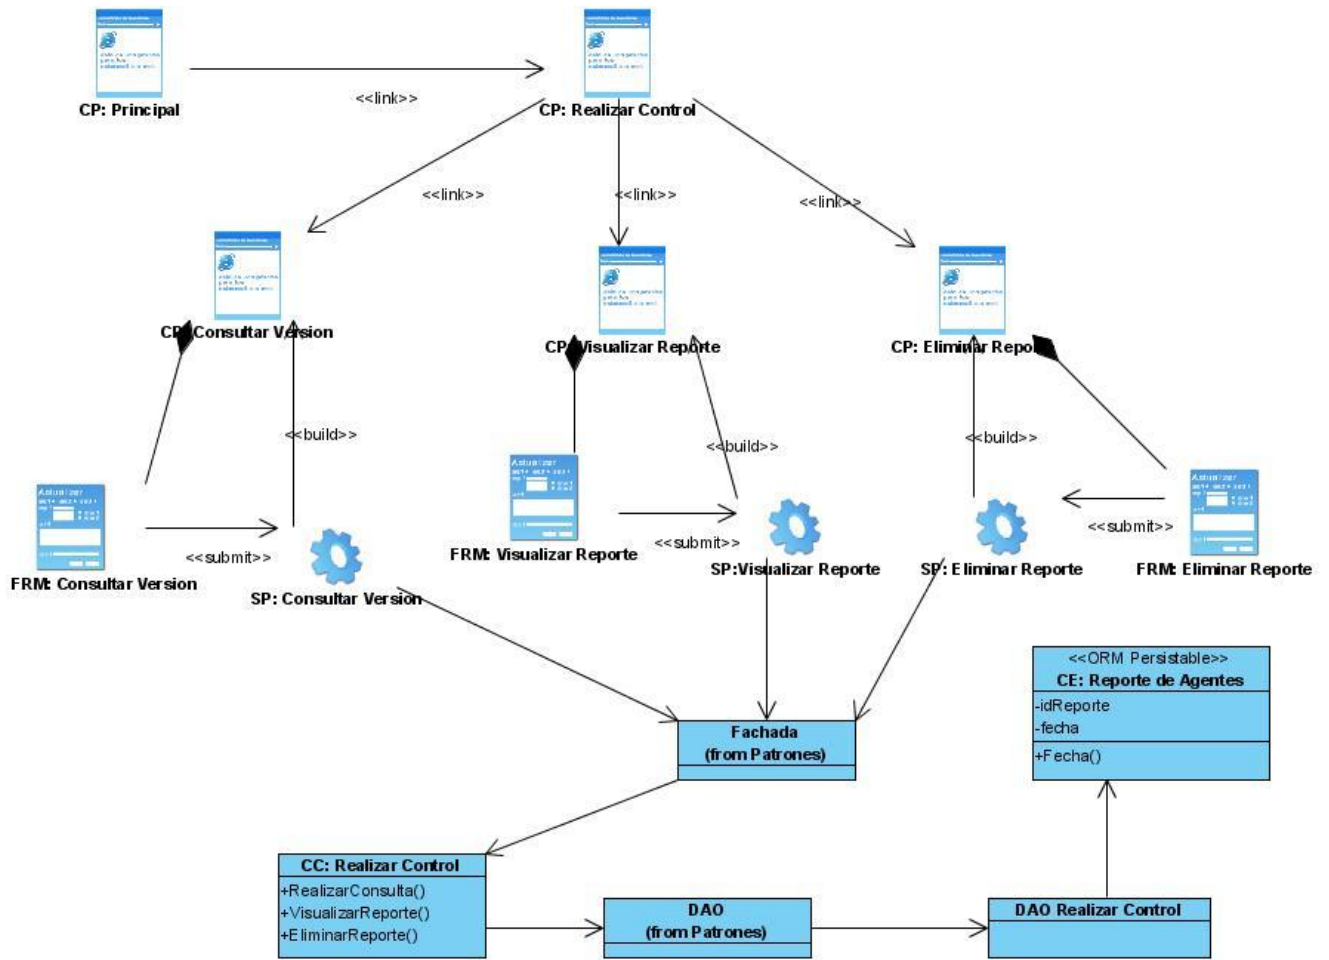 CP: Principal
<<link>>
CP: Realizar Control
<<link>>
<<link>>
<<link>>
CP: Consultar Version
CP: Visualizar Reporte
CP: Eliminar Reporte
<<build>>
<<build>>
<<build>>
Actualizar
Actualizar
Actualizar
<<submit>>
<<submit>>
<<submit>>
FRM: Consultar Version
SP: Consultar Version
FRM: Visualizar Reporte
SP:Visualizar Reporte
SP: Eliminar Reporte
FRM: Eliminar Reporte
<<ORM Persistable>>
CE: Reporte de Agentes
-idReporte
-fecha
+Fecha()
Fachada
(from Patrones)
CC: Realizar Control
+RealizarConsulta()
+VisualizarReporte()
+EliminarReporte()
DAO
(from Patrones)
DAO Realizar Control